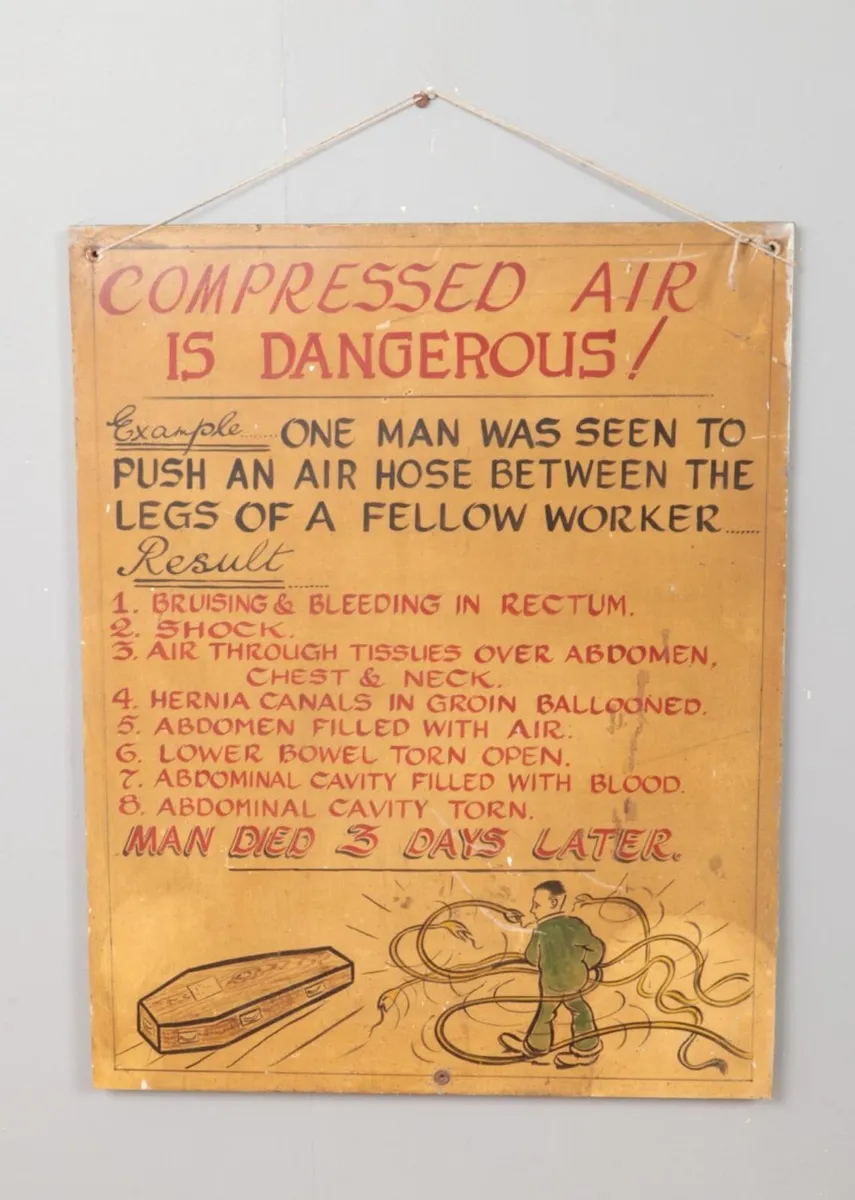 COMPRESSED AIR
IS DANGEROUS!
Example........ONE MAN WAS SEEN TO
PUSH AN AIR HOSE BETWEEN THE
LEGS OF A FELLOW WORKER......
Result.........
1. BRUISING & BLEEDING IN RECTUM.
2. SHOCK.
3. AIR THROUGH TISSUES OVER ABDOMEN,
CHEST & NECK.
4. HERNIA CANALS IN GROIN BALLOONED.
5. ABDOMEN FILLED WITH AIR.
6. LOWER BOWEL TORN OPEN.
7. ABDOMINAL CAVITY FILLED WITH BLOOD.
8. ABDOMINAL CAVITY TORN.
MAN DIED 3 DAYS LATER.